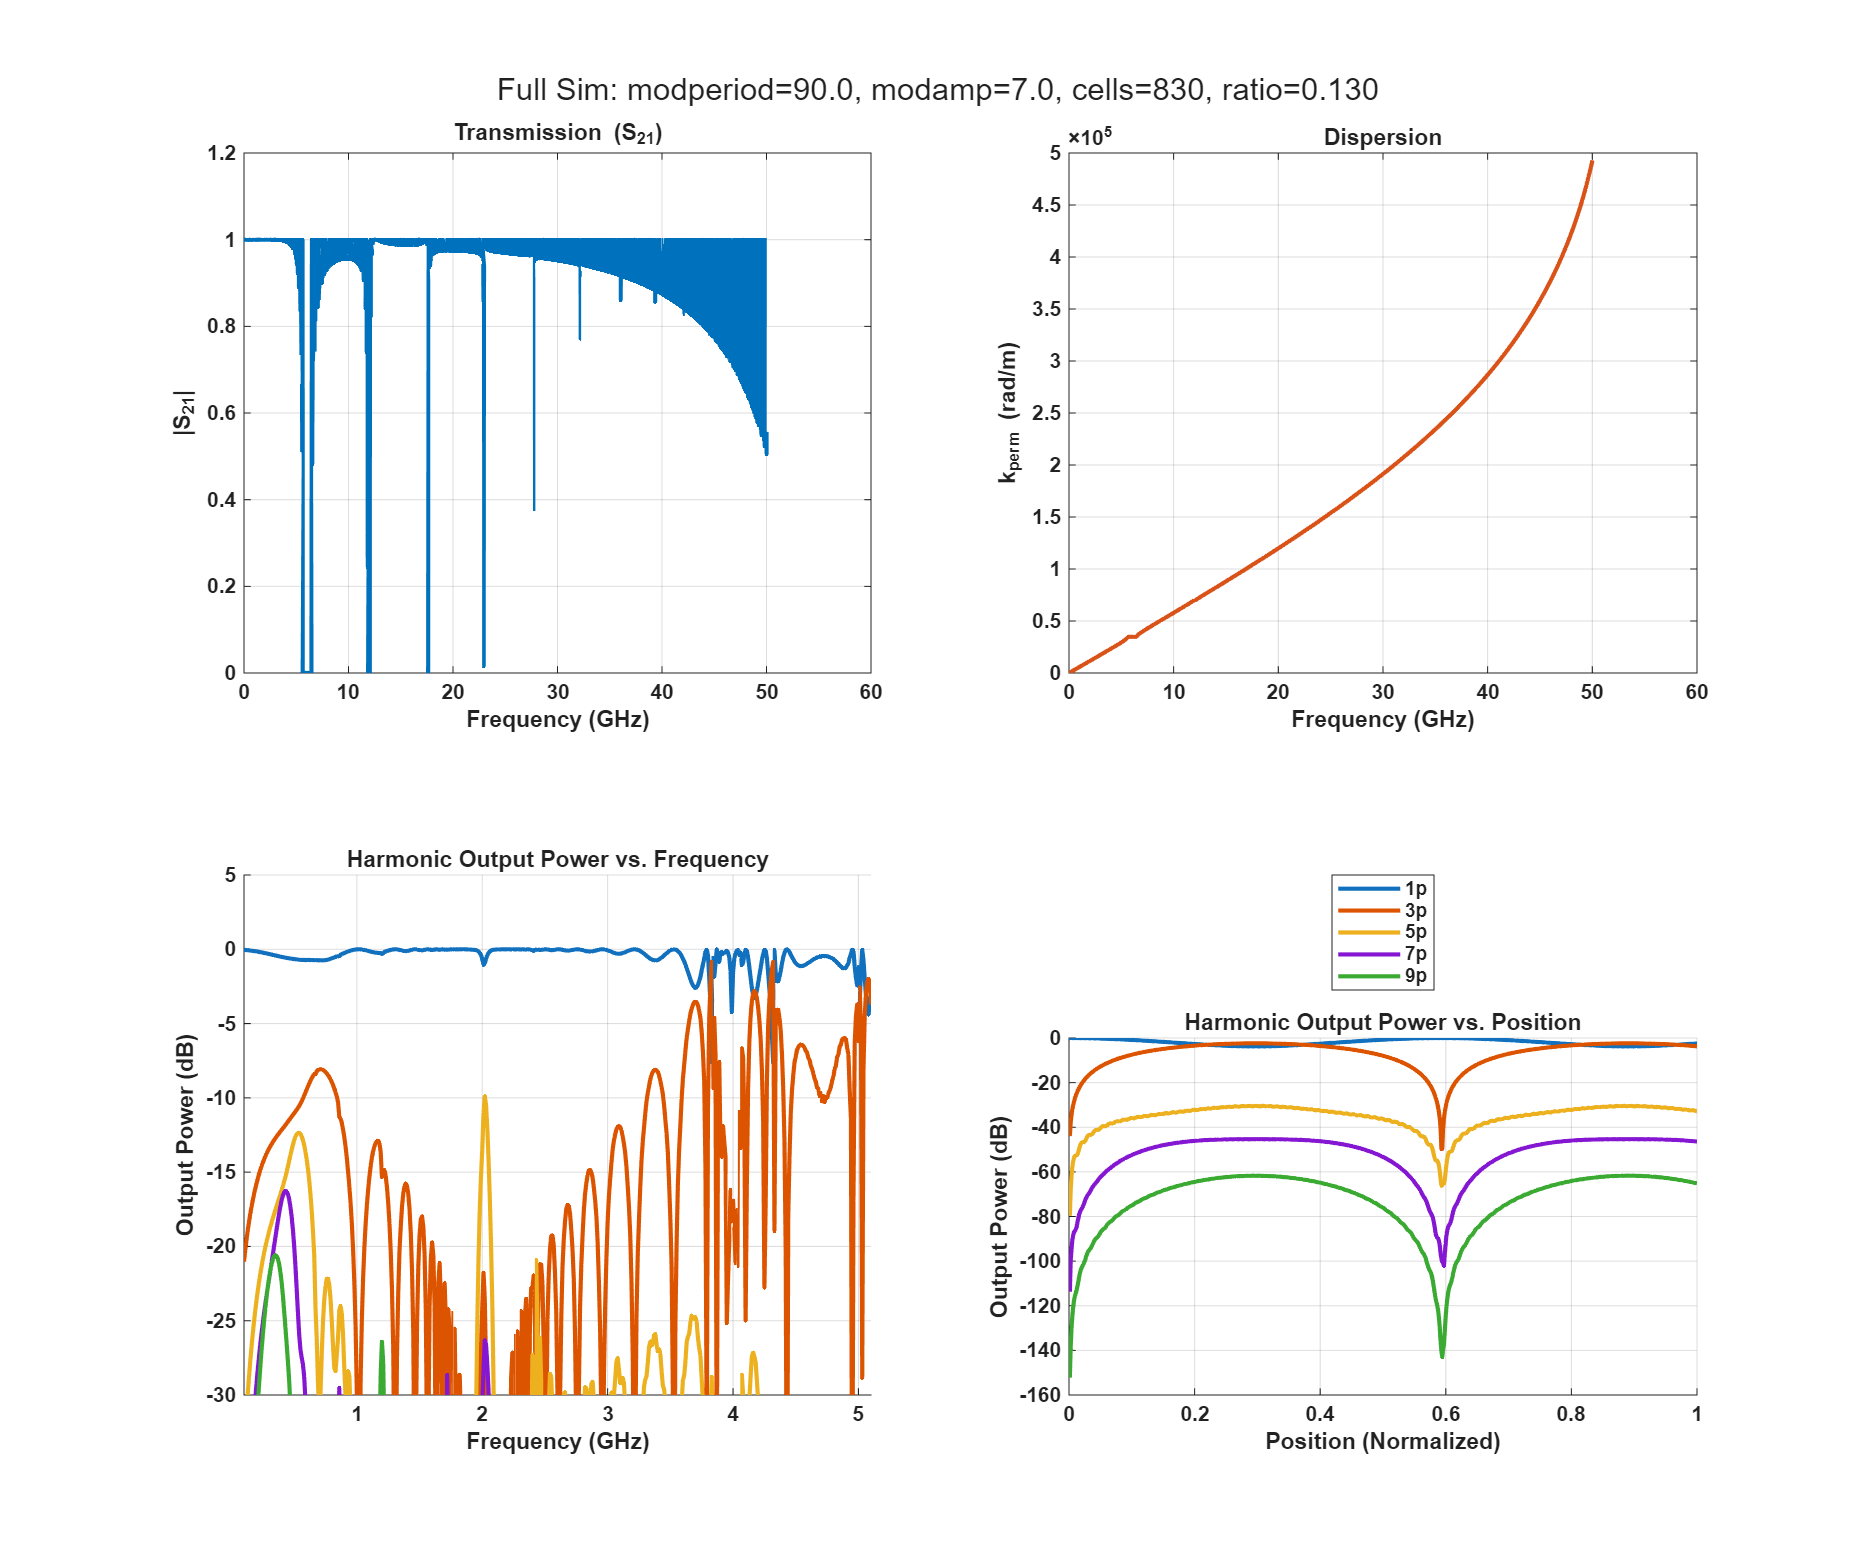 Full Sim: modperiod=90.0, modamp=7.0, cells=830, ratio=0.130
Transmission (S21)
1.2
1
0.8
0.6
0.4
0.2
0
|S21|
0 10 20 30 40 50 60
Frequency (GHz)
×10^5
Dispersion
5
4.5
4
3.5
3
2.5
2
1.5
1
0.5
0
kperm (rad/m)
0 10 20 30 40 50 60
Frequency (GHz)
Harmonic Output Power vs. Frequency
5
0
-5
-10
-15
-20
-25
-30
Output Power (dB)
1 2 3 4 5
Frequency (GHz)
1p
3p
5p
7p
9p
Harmonic Output Power vs. Position
0
-20
-40
-60
-80
-100
-120
-140
-160
Output Power (dB)
0 0.2 0.4 0.6 0.8 1
Position (Normalized)